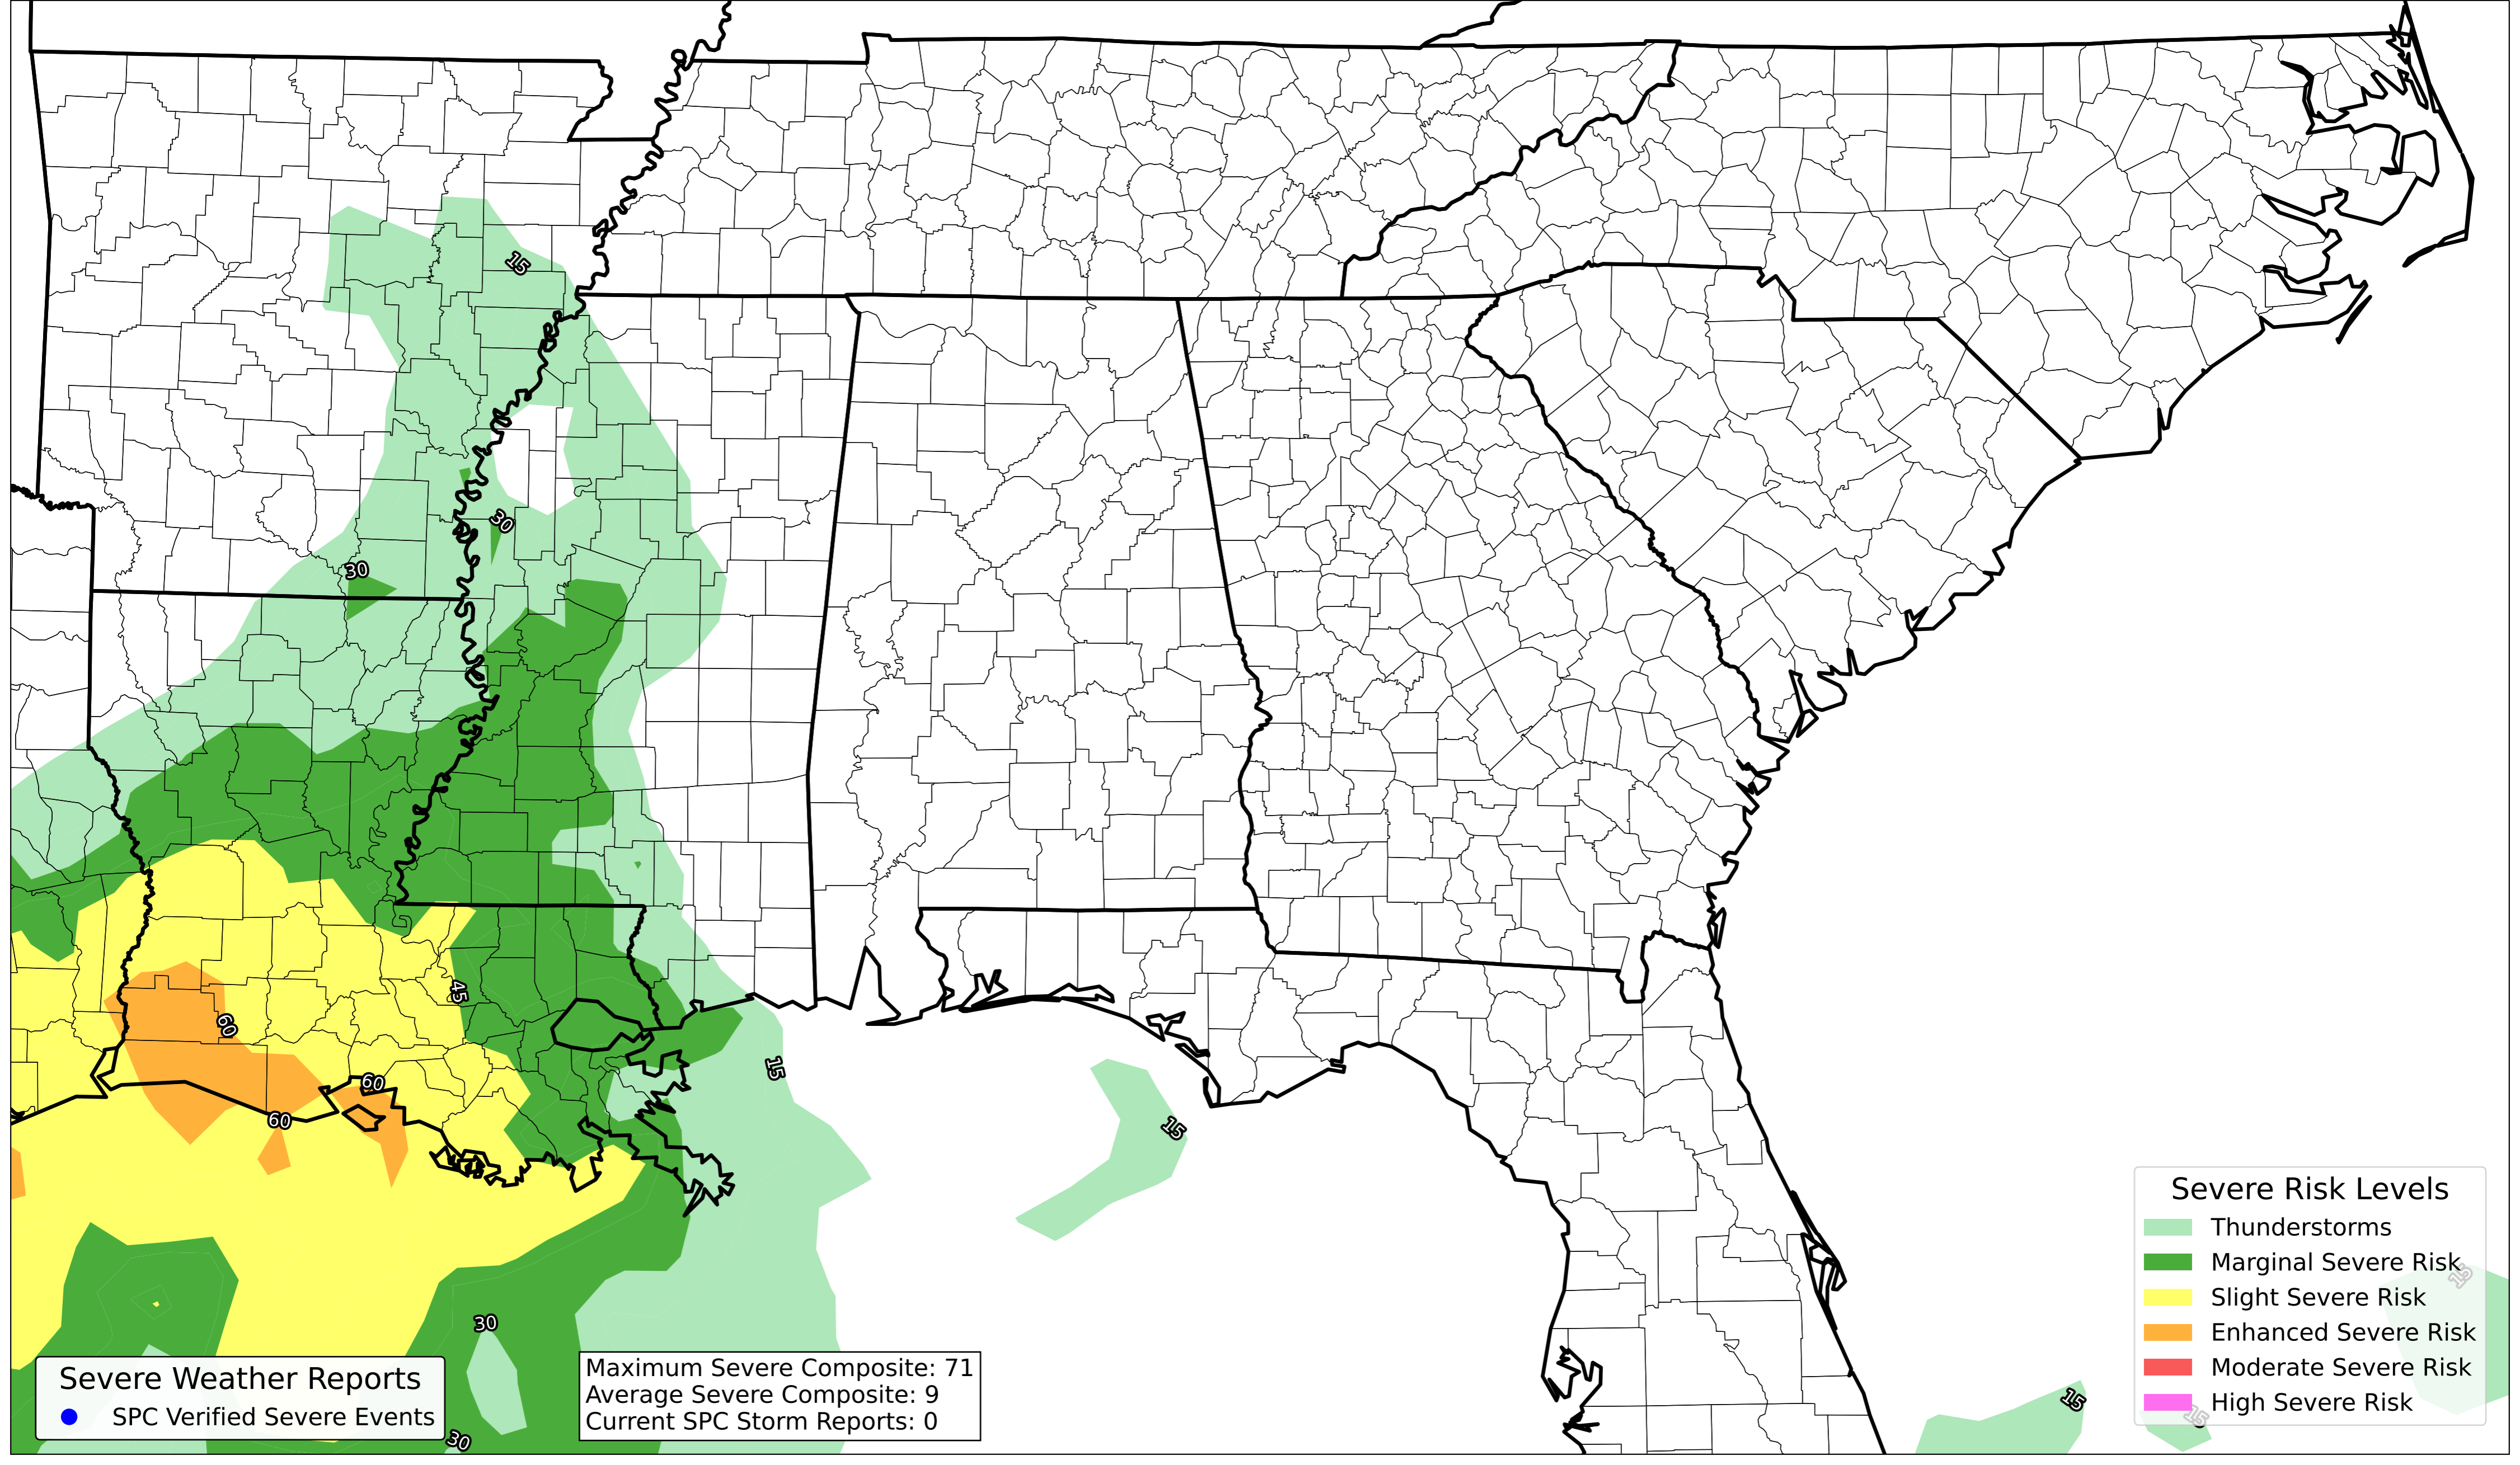 15
30
30
45
60
60
60
15
15
30
30
15
15
15
Severe Weather Reports
SPC Verified Severe Events
Maximum Severe Composite: 71
Average Severe Composite: 9
Current SPC Storm Reports: 0
Severe Risk Levels
Thunderstorms
Marginal Severe Risk
Slight Severe Risk
Enhanced Severe Risk
Moderate Severe Risk
High Severe Risk